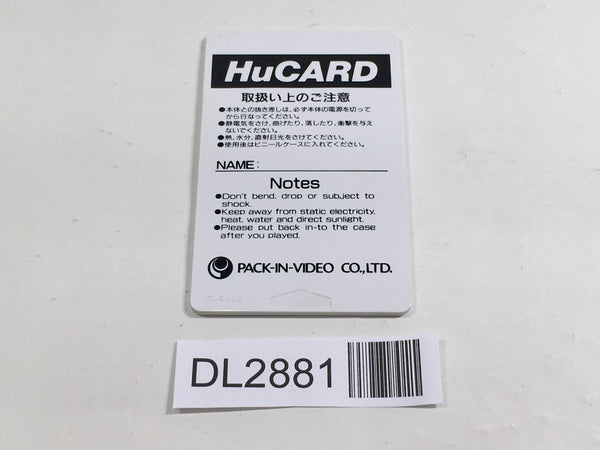 HuCARD
取扱い上のご注意
●本体との抜き差しは、必ず本体の電源を切って
から行なってください。
●静電気をさけ、曲げたり、落したり、衝撃を与え
ないでください。
●熱、水分、直射日光をさけてください。
●使用後はビニールケースに入れてください。
NAME:
Notes
●Don't bend, drop or subject to
shock.
●Keep away from static electricity,
heat, water and direct sunlight.
●Please put back in-to the case
after you played.
PACK-IN-VIDEO CO.,LTD.
DL2881